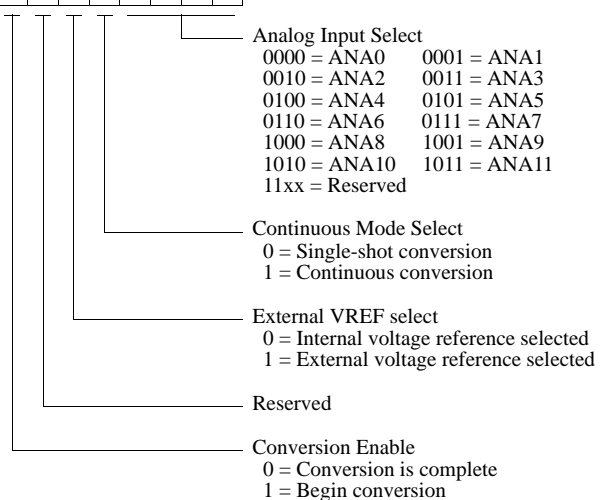 Analog Input Select
0000 = ANA0 0001 = ANA1
0010 = ANA2 0011 = ANA3
0100 = ANA4 0101 = ANA5
0110 = ANA6 0111 = ANA7
1000 = ANA8 1001 = ANA9
1010 = ANA10 1011 = ANA11
11xx = Reserved
Continuous Mode Select
0 = Single-shot conversion
1 = Continuous conversion
External VREF select
0 = Internal voltage reference selected
1 = External voltage reference selected
Reserved
Conversion Enable
0 = Conversion is complete
1 = Begin conversion